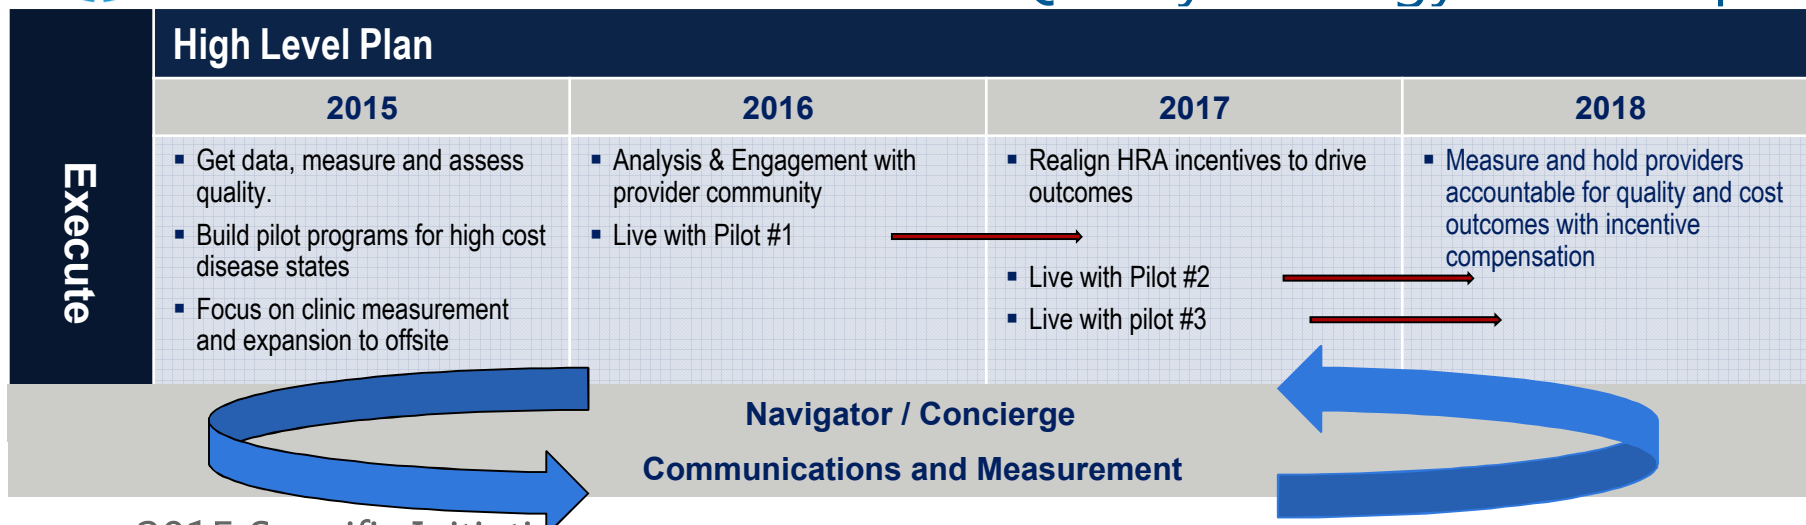 High Level Plan
2015
2016
2017
2018
Execute
▪ Get data, measure and assess
quality.
▪ Build pilot programs for high cost
disease states
▪ Focus on clinic measurement
and expansion to offsite
▪ Analysis & Engagement with
provider community
▪ Live with Pilot #1
▪ Realign HRA incentives to drive
outcomes
▪ Live with Pilot #2
▪ Live with pilot #3
▪ Measure and hold providers
accountable for quality and cost
outcomes with incentive
compensation
Navigator / Concierge
Communications and Measurement